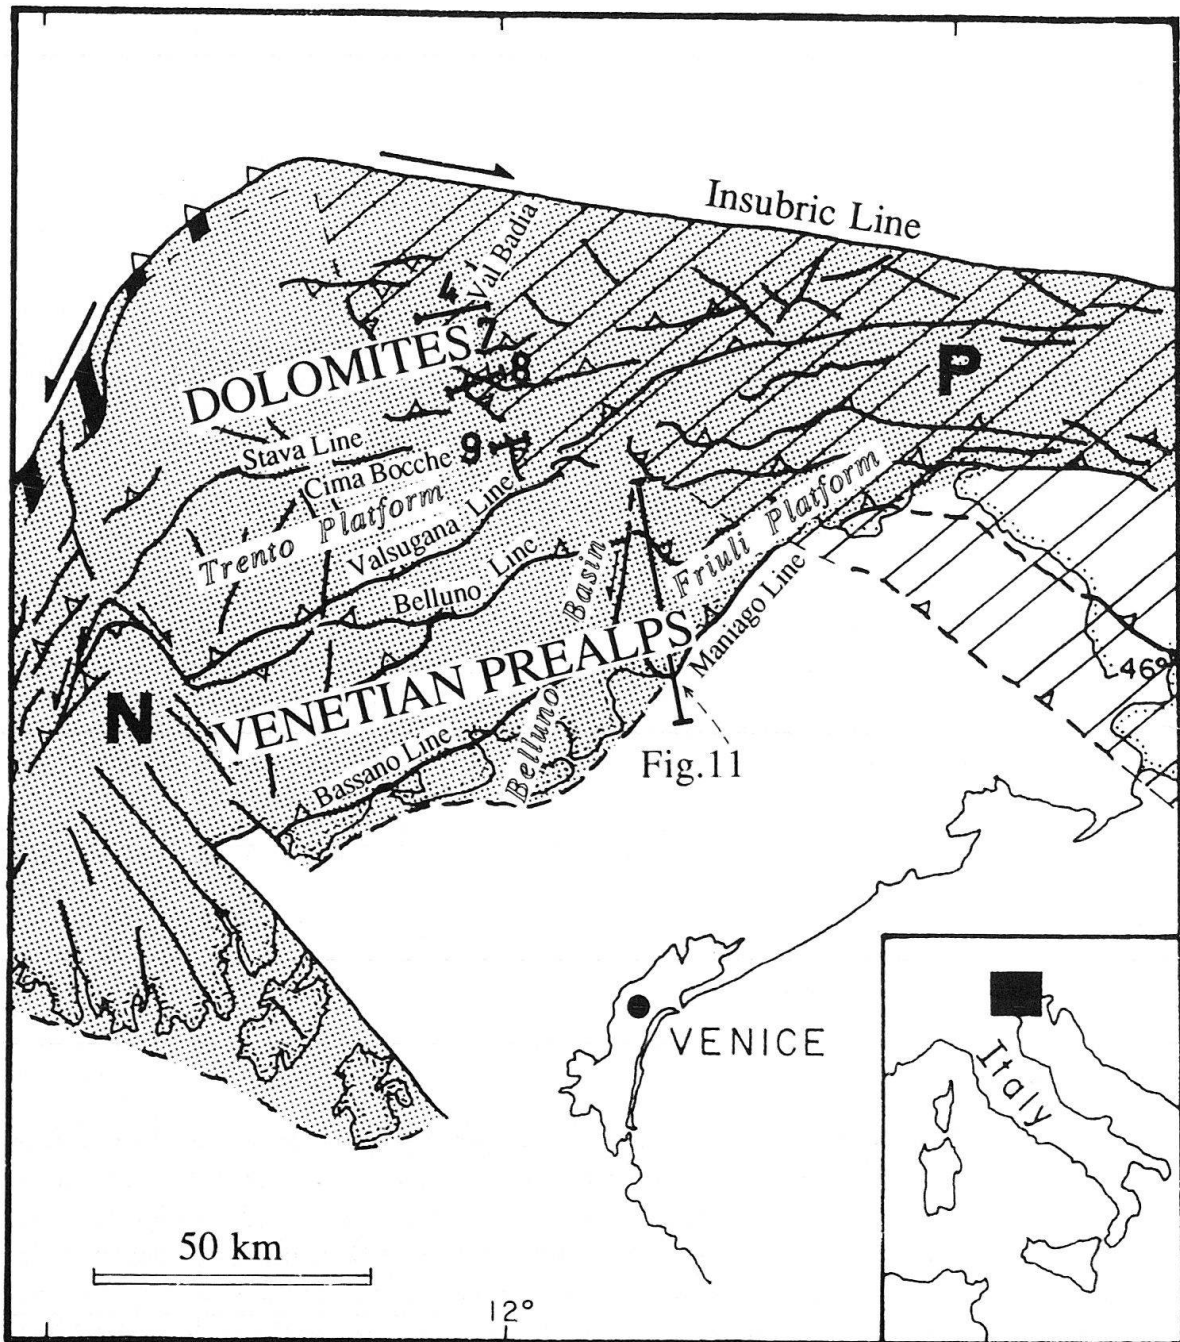 Insubric Line
Val Badia
4
DOLOMITES
7
8
P
9
Stava Line
Cima Bocche
Trento Platform
Valsugana Line
Belluno Line
Friuli Platform
Basin
Maniago Line
VENETIAN PREALPS
N
46°
Bassano Line
Belluno
Fig.11
VENICE
Italy
50 km
12°